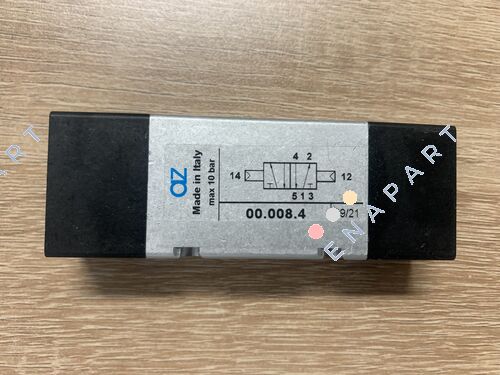 az
Made in Italy
max 10 bar
4 2
14 12
5 1 3
00.008.4
9/21
ENAPART
ENAPART